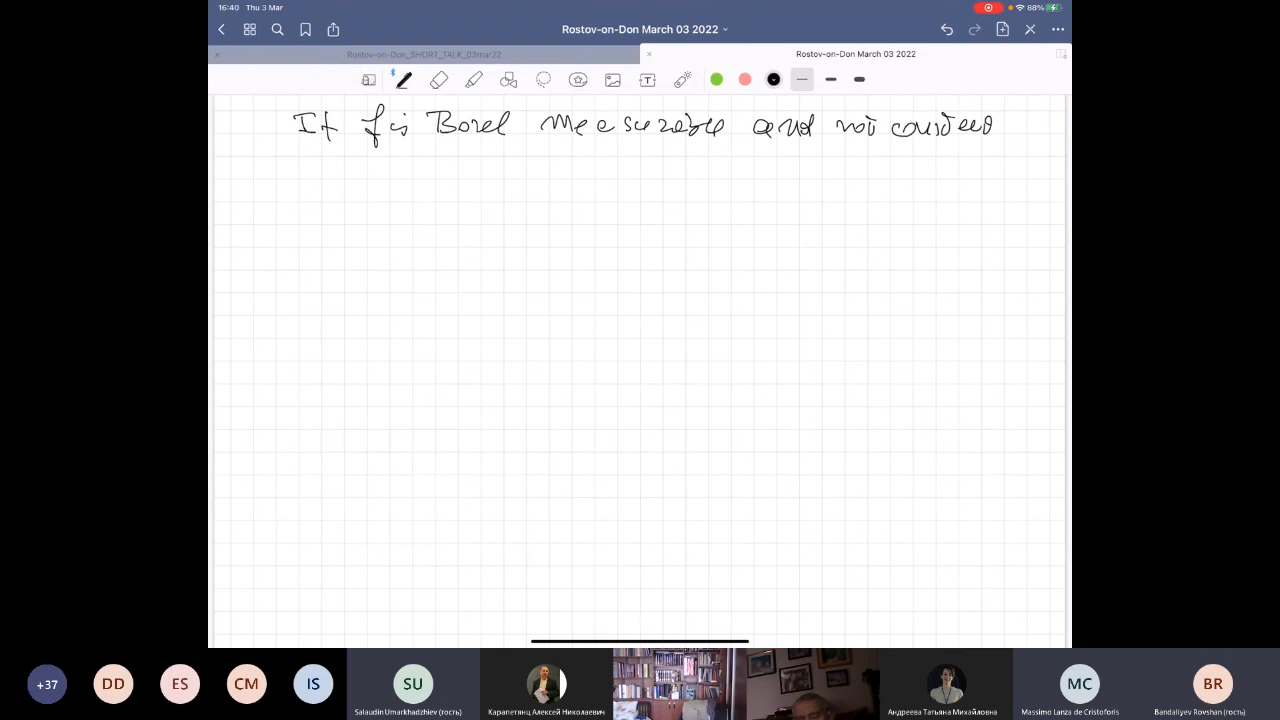 16:40 Thu 3 Mar
88%
Rostov-on-Don March 03 2022
Rostov-on-Don_SHORT_TALK_03mar22
Rostov-on-Don March 03 2022
If f is Borel measurable and not
+37
DD
ES
CM
IS
SU
MC
BR
Salaudin Umarkhadzhiev (гость)
Карапетянц Алексей Николаевич
Андреева Татьяна Михайловна
Massimo Lanza de Cristoforis
Bandaliyev Rovshan (гость)